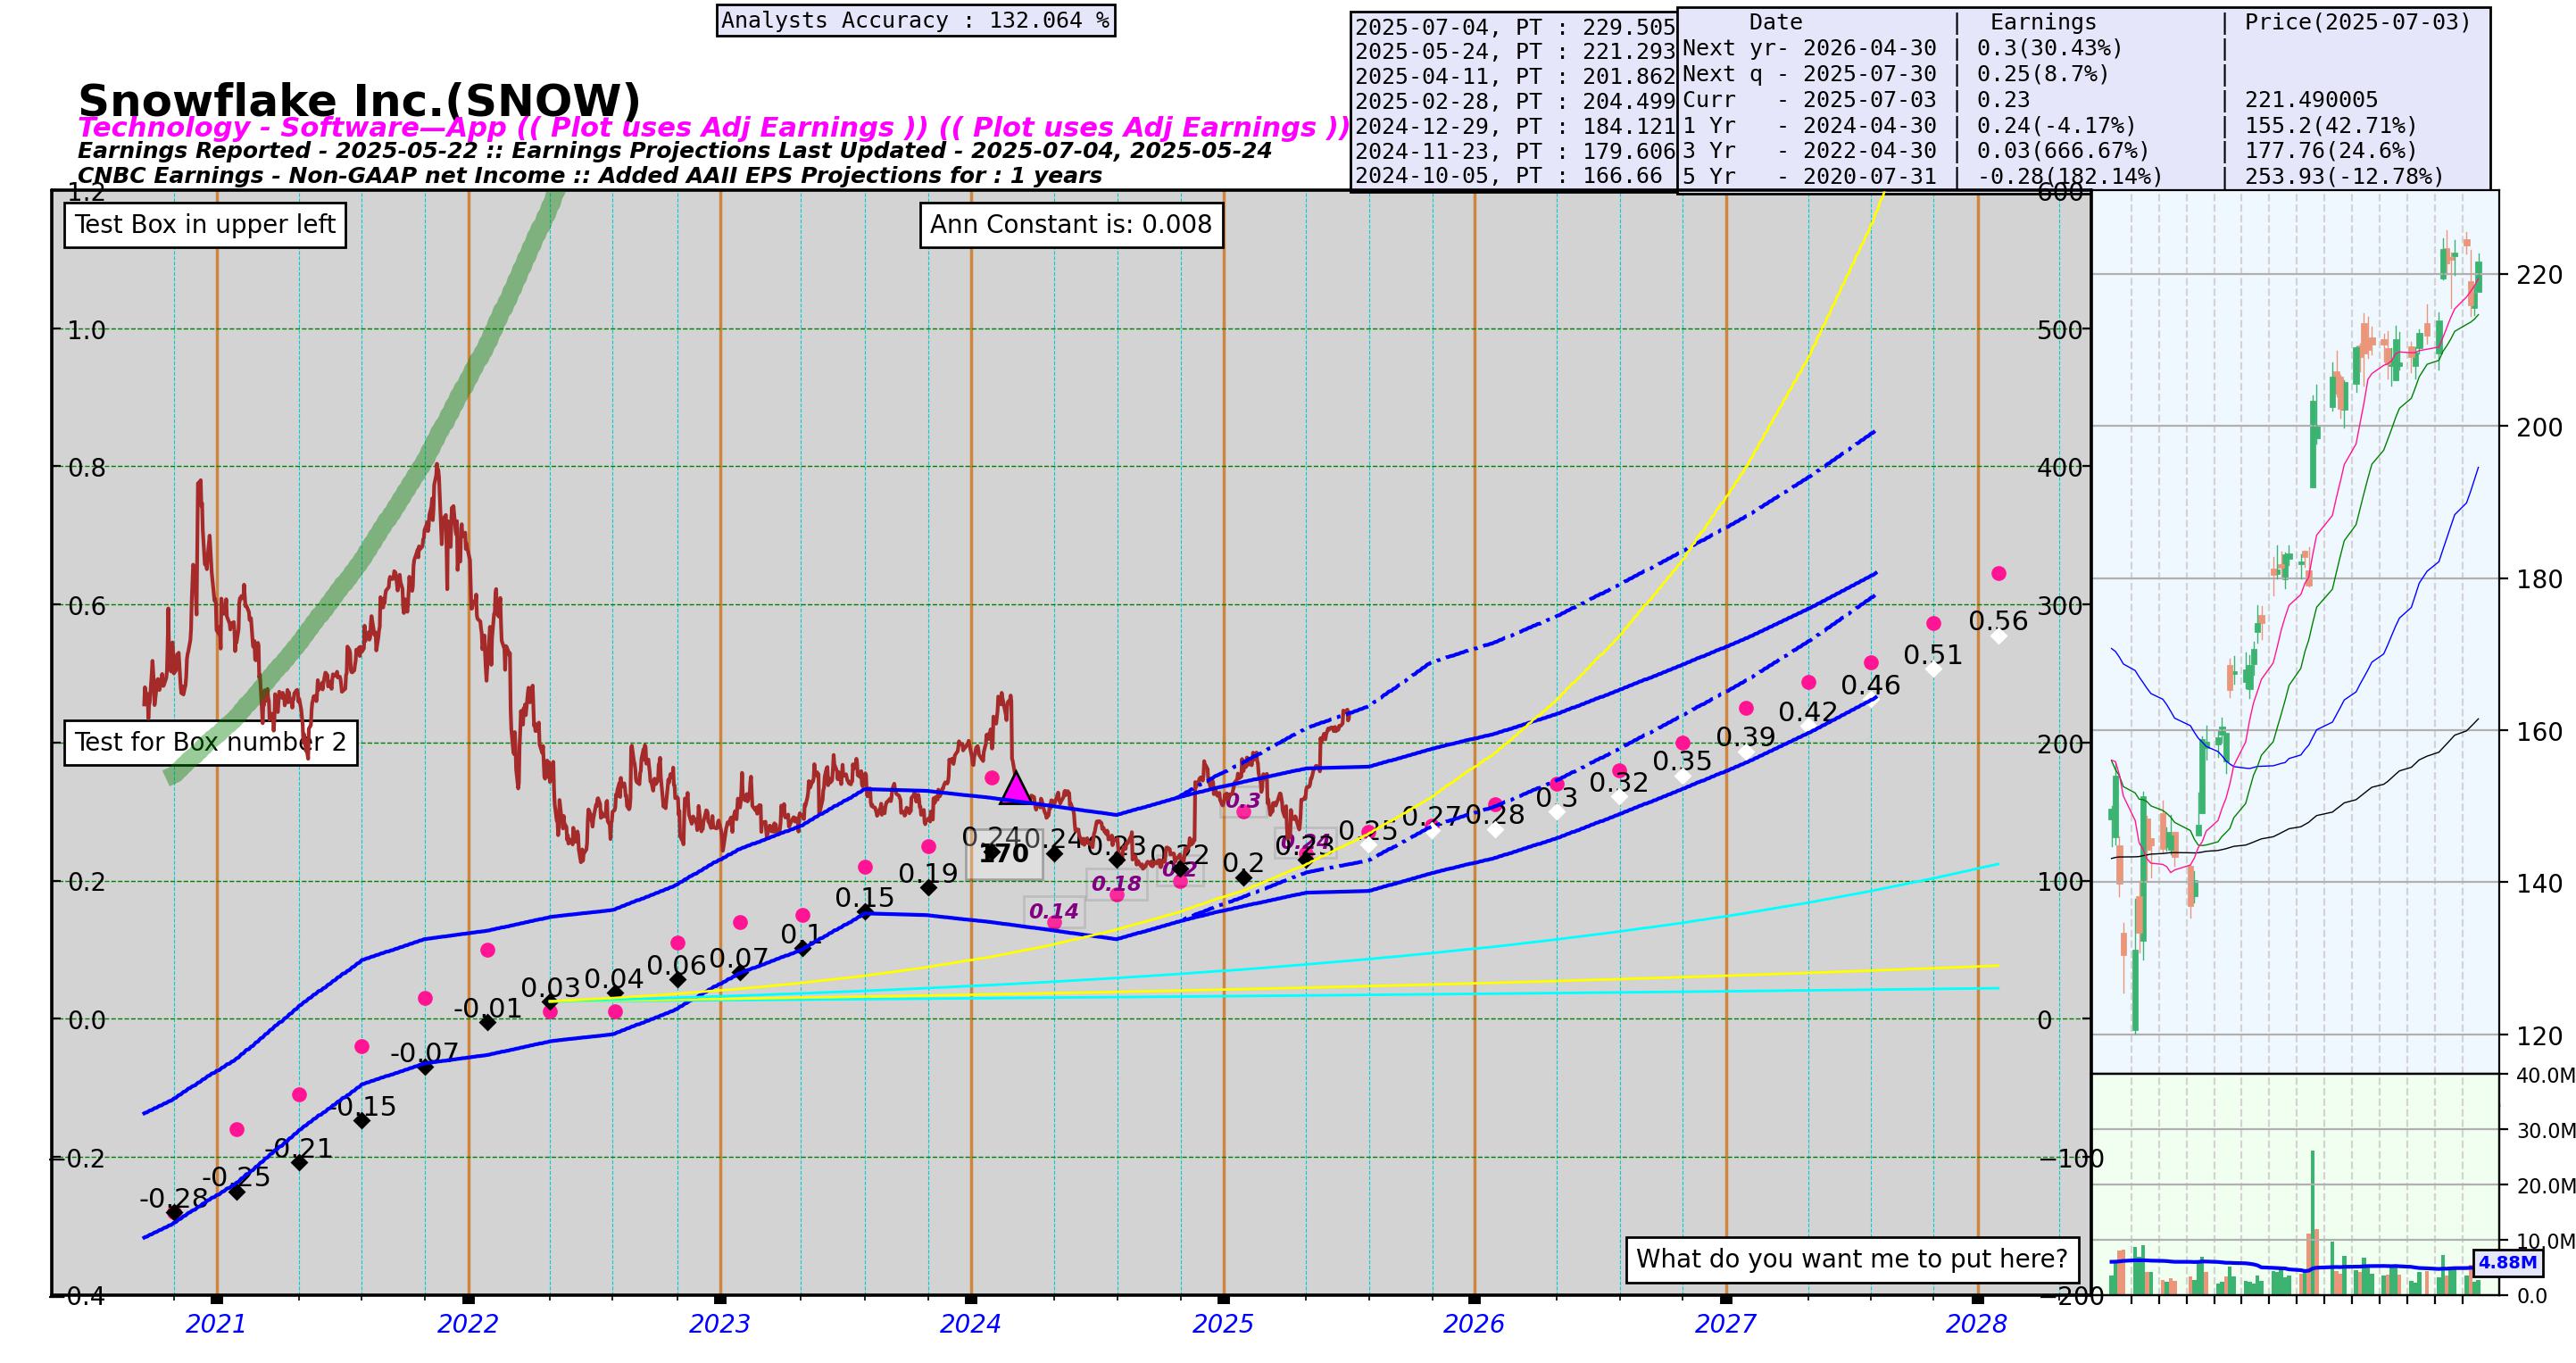 Analysts Accuracy : 132.064 %
2025-07-04, PT : 229.505
2025-05-24, PT : 221.293
2025-04-11, PT : 201.862
2025-02-28, PT : 204.499
2024-12-29, PT : 184.121
2024-11-23, PT : 179.606
2024-10-05, PT : 166.66
Date | Earnings | Price(2025-07-03)
Next yr- 2026-04-30 | 0.3(30.43%) |
Next q - 2025-07-30 | 0.25(8.7%) |
Curr - 2025-07-03 | 0.23 | 221.490005
1 Yr - 2024-04-30 | 0.24(-4.17%) | 155.2(42.71%)
3 Yr - 2022-04-30 | 0.03(666.67%) | 177.76(24.6%)
5 Yr - 2020-07-31 | -0.28(182.14%) | 253.93(-12.78%)
Snowflake Inc.(SNOW)
Technology - Software—App (( Plot uses Adj Earnings )) (( Plot uses Adj Earnings ))
Earnings Reported - 2025-05-22 :: Earnings Projections Last Updated - 2025-07-04, 2025-05-24
CNBC Earnings - Non-GAAP net Income :: Added AAII EPS Projections for : 1 years
Test Box in upper left
Ann Constant is: 0.008
Test for Box number 2
What do you want me to put here?
1.2
1.0
0.8
0.6
0.2
0.0
−0.2
−0.4
-0.28
-0.25
-0.21
-0.15
-0.07
-0.01
0.03
0.04
0.06
0.07
0.1
0.15
0.19
0.24
0.24
0.23
0.22
0.2
0.23
0.25
0.27
0.28
0.3
0.32
0.35
0.39
0.42
0.46
0.51
0.56
0.14
0.18
0.2
0.3
0.24
600
500
400
300
200
100
0
−100
−200
220
200
180
160
140
120
40.0M
30.0M
20.0M
10.0M
4.88M
0.0
2021
2022
2023
2024
2025
2026
2027
2028